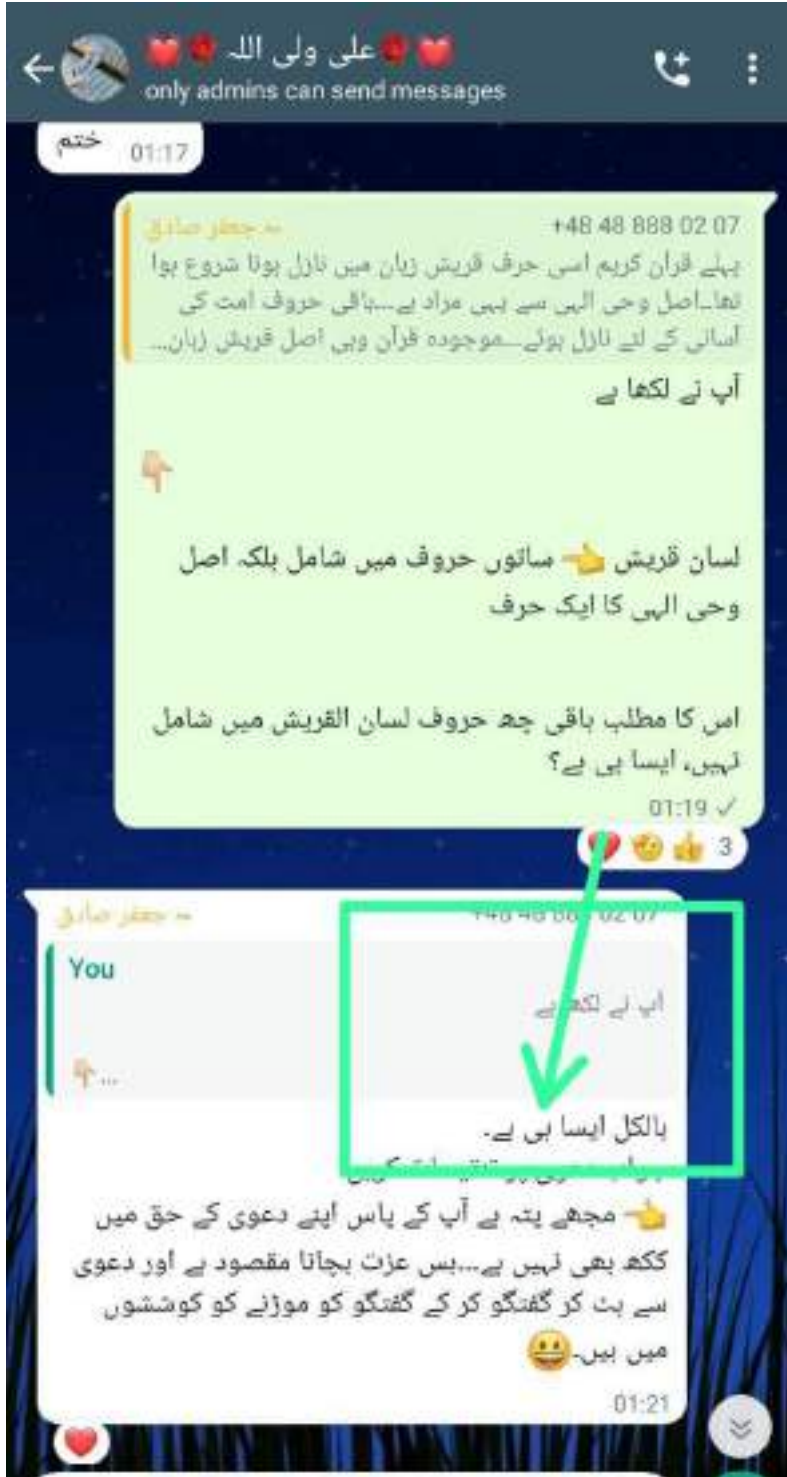 ❤️🌹علی ولی اللہ 🌹❤️
only admins can send messages
ختم
01:17
+48 48 888 02 07 ~ جعفر صادق
پہلے قرآن کریم اسی حرف قریش زبان میں نازل ہونا شروع ہوا
تھا۔۔اصل وحی الہی سے یہی مراد ہے۔۔۔باقی حروف امت کی
آسانی کے لئے نازل ہوئے۔۔۔موجودہ قرآن وہی اصل قریش زبان...
آپ نے لکھا ہے
👇🏻
لسان قریش 👈 ساتوں حروف میں شامل بلکہ اصل
وحی الہی کا ایک حرف
اس کا مطلب باقی چھ حروف لسان القریش میں شامل
نہیں، ایسا ہی ہے؟
01:19 ✓
❤️ 🧐 👍 3
+48 48 888 02 07 ~ جعفر صادق
You
آپ نے لکھا ہے
👇🏻...
بالکل ایسا ہی ہے۔
👈 مجھے پتہ ہے آپ کے پاس اپنے دعوی کے حق میں
ککھ بھی نہیں ہے...بس عزت بچانا مقصود ہے اور دعوی
سے ہٹ کر گفتگو کر کے گفتگو کو موڑنے کو کوششوں
میں ہیں۔😀
01:21
❤️